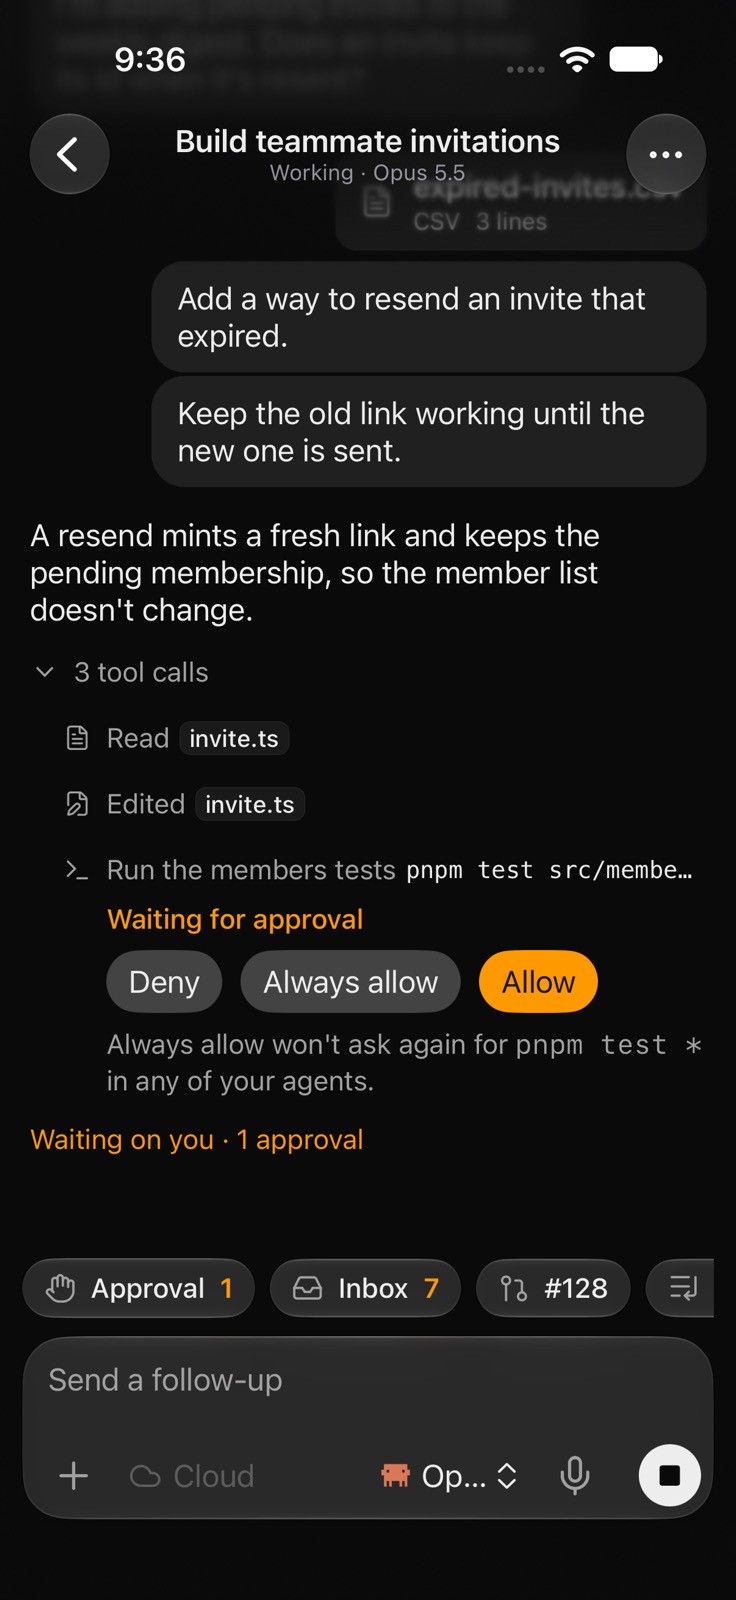 9:36
Build teammate invitations
Working · Opus 5.5
expired-invites.csv
CSV 3 lines
Add a way to resend an invite that
expired.
Keep the old link working until the
new one is sent.
A resend mints a fresh link and keeps the
pending membership, so the member list
doesn't change.
3 tool calls
Read invite.ts
Edited invite.ts
Run the members tests pnpm test src/membe…
Waiting for approval
Deny Always allow Allow
Always allow won't ask again for pnpm test *
in any of your agents.
Waiting on you · 1 approval
Approval 1 Inbox 7 #128
Send a follow-up
Cloud Op...